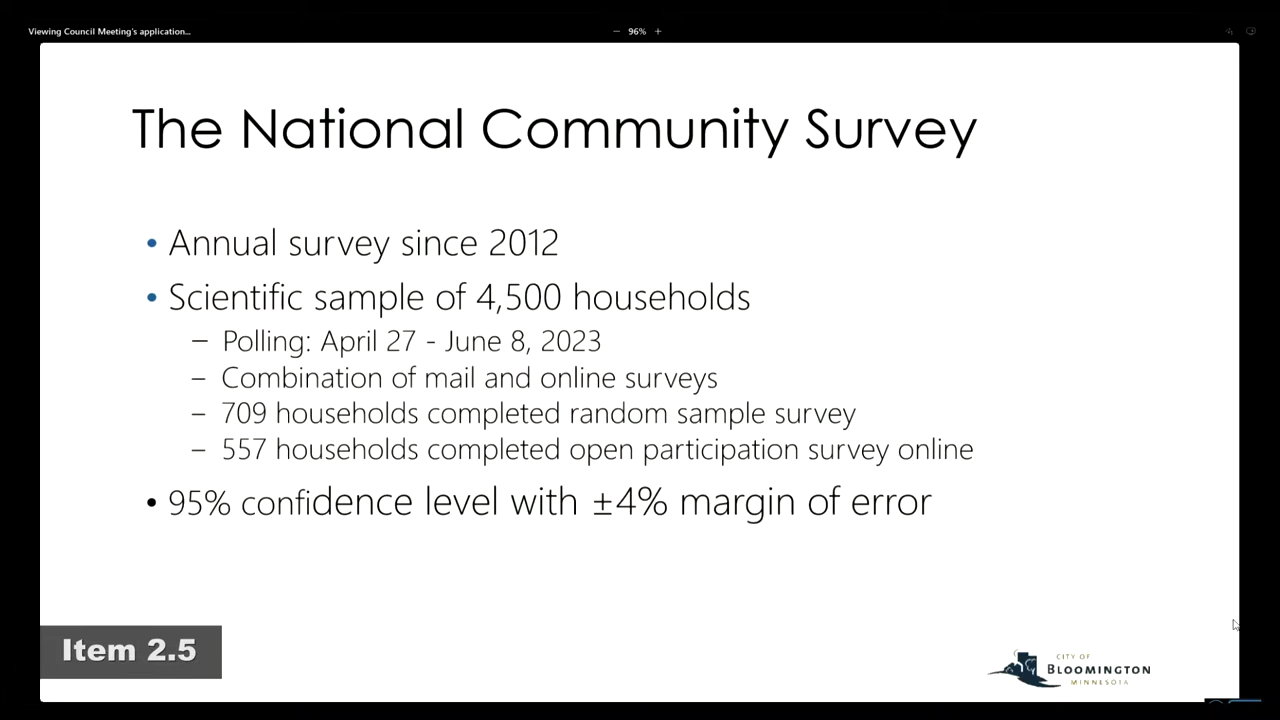 Viewing Council Meeting's application...
− 96% +
The National Community Survey
• Annual survey since 2012
• Scientific sample of 4,500 households
– Polling: April 27 - June 8, 2023
– Combination of mail and online surveys
– 709 households completed random sample survey
– 557 households completed open participation survey online
• 95% confidence level with ±4% margin of error
Item 2.5
CITY OF
BLOOMINGTON
MINNESOTA